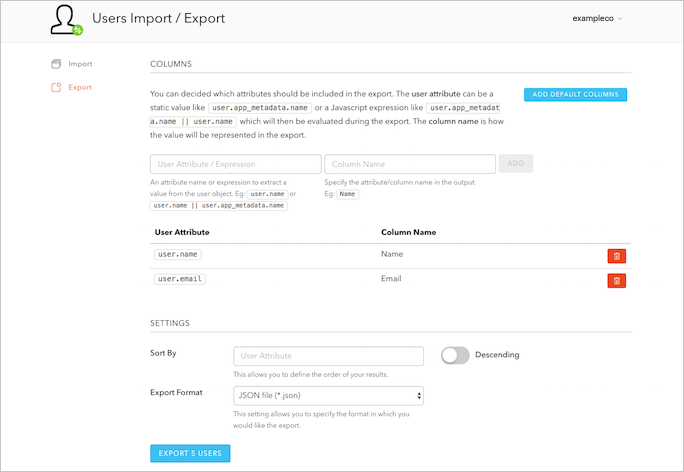 Users Import / Export
exampleco
Import
Export
COLUMNS
You can decided which attributes should be included in the export. The user attribute can be a
static value like user.app_metadata.name or a Javascript expression like user.app_metadat
a.name || user.name which will then be evaluated during the export. The column name is how
the value will be represented in the export.
ADD DEFAULT COLUMNS
User Attribute / Expression
Column Name
ADD
An attribute name or expression to extract a
value from the user object. Eg: user.name or
user.name || user.app_metadata.name
Specify the attribute/column name in the output.
Eg: Name
User Attribute Column Name
user.name Name
user.email Email
SETTINGS
Sort By
User Attribute
Descending
This allows you to define the order of your results.
Export Format
JSON file (*.json)
This setting allows you to specify the format in which you
would like the export.
EXPORT 5 USERS